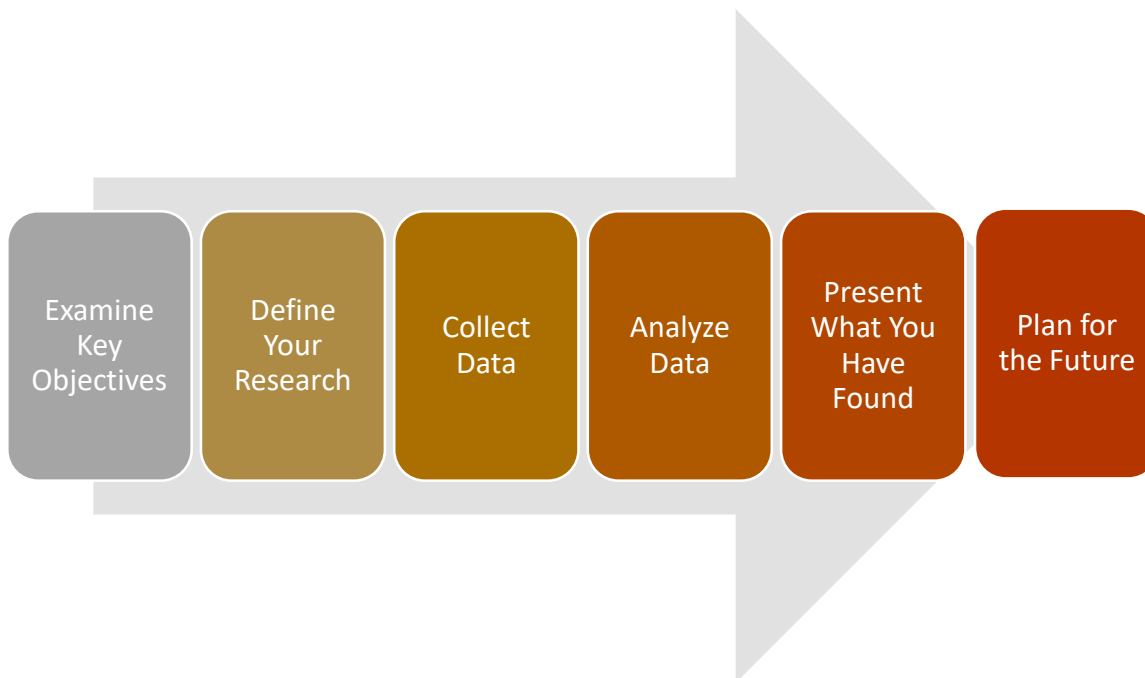 Examine
Key
Objectives
Define
Your
Research
Collect
Data
Analyze
Data
Present
What You
Have
Found
Plan for
the Future